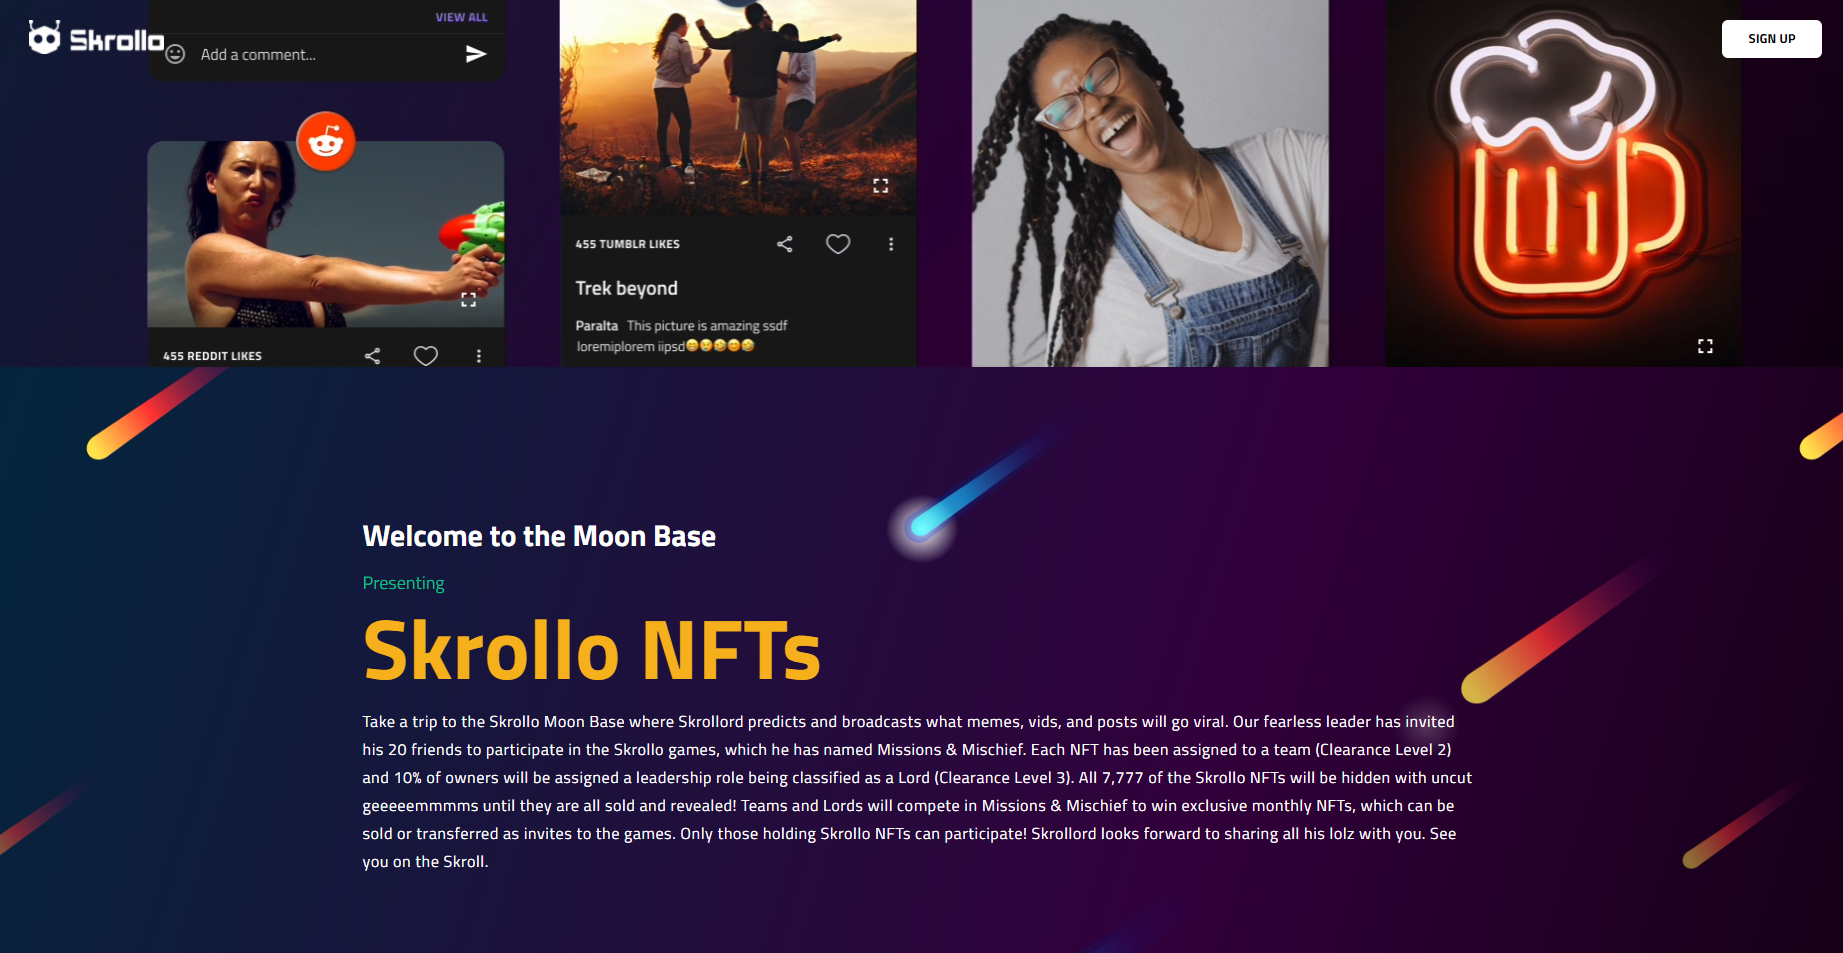 Skrollo
SIGN UP
VIEW ALL
Add a comment...
455 REDDIT LIKES
455 TUMBLR LIKES
Trek beyond
Paralta This picture is amazing ssdf
loremiplorem iipsd😄😢🤣😊🤣
Welcome to the Moon Base
Presenting
Skrollo NFTs
Take a trip to the Skrollo Moon Base where Skrollord predicts and broadcasts what memes, vids, and posts will go viral. Our fearless leader has invited
his 20 friends to participate in the Skrollo games, which he has named Missions & Mischief. Each NFT has been assigned to a team (Clearance Level 2)
and 10% of owners will be assigned a leadership role being classified as a Lord (Clearance Level 3). All 7,777 of the Skrollo NFTs will be hidden with uncut
geeeeemmmms until they are all sold and revealed! Teams and Lords will compete in Missions & Mischief to win exclusive monthly NFTs, which can be
sold or transferred as invites to the games. Only those holding Skrollo NFTs can participate! Skrollord looks forward to sharing all his lolz with you. See
you on the Skroll.